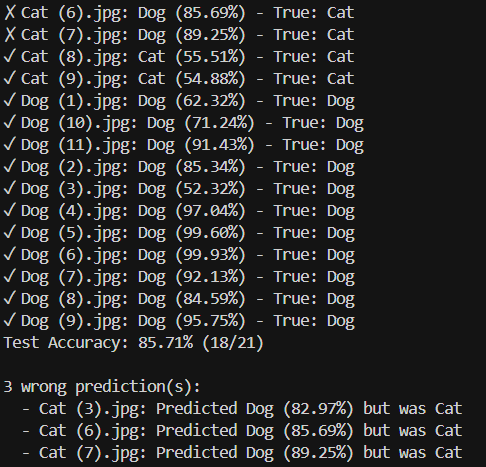 ✗ Cat (6).jpg: Dog (85.69%) - True: Cat
✗ Cat (7).jpg: Dog (89.25%) - True: Cat
✓ Cat (8).jpg: Cat (55.51%) - True: Cat
✓ Cat (9).jpg: Cat (54.88%) - True: Cat
✓ Dog (1).jpg: Dog (62.32%) - True: Dog
✓ Dog (10).jpg: Dog (71.24%) - True: Dog
✓ Dog (11).jpg: Dog (91.43%) - True: Dog
✓ Dog (2).jpg: Dog (85.34%) - True: Dog
✓ Dog (3).jpg: Dog (52.32%) - True: Dog
✓ Dog (4).jpg: Dog (97.04%) - True: Dog
✓ Dog (5).jpg: Dog (99.60%) - True: Dog
✓ Dog (6).jpg: Dog (99.93%) - True: Dog
✓ Dog (7).jpg: Dog (92.13%) - True: Dog
✓ Dog (8).jpg: Dog (84.59%) - True: Dog
✓ Dog (9).jpg: Dog (95.75%) - True: Dog
Test Accuracy: 85.71% (18/21)
3 wrong prediction(s):
- Cat (3).jpg: Predicted Dog (82.97%) but was Cat
- Cat (6).jpg: Predicted Dog (85.69%) but was Cat
- Cat (7).jpg: Predicted Dog (89.25%) but was Cat